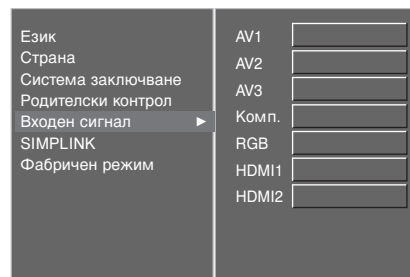 Език
Страна
Система заключване
Родителски контрол
Входен сигнал ►
SIMPLINK
Фабричен режим
AV1
AV2
AV3
Комп.
RGB
HDMI1
HDMI2